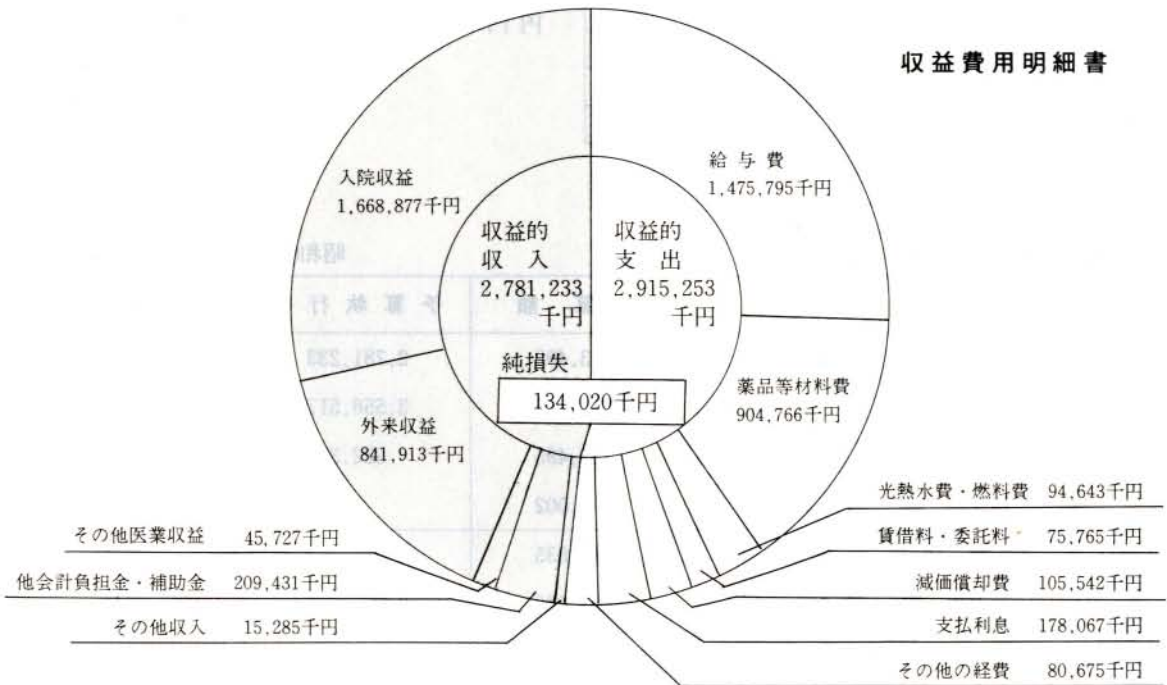 収益費用明細書
入院収益
1,668,877千円
給与費
1,475,795千円
収益的
収入
2,781,233
千円
収益的
支出
2,915,253
千円
純損失
134,020千円
外来収益
841,913千円
薬品等材料費
904,766千円
その他医業収益 45,727千円
他会計負担金・補助金 209,431千円
その他収入 15,285千円
光熱水費・燃料費 94,643千円
賃借料・委託料 75,765千円
減価償却費 105,542千円
支払利息 178,067千円
その他の経費 80,675千円